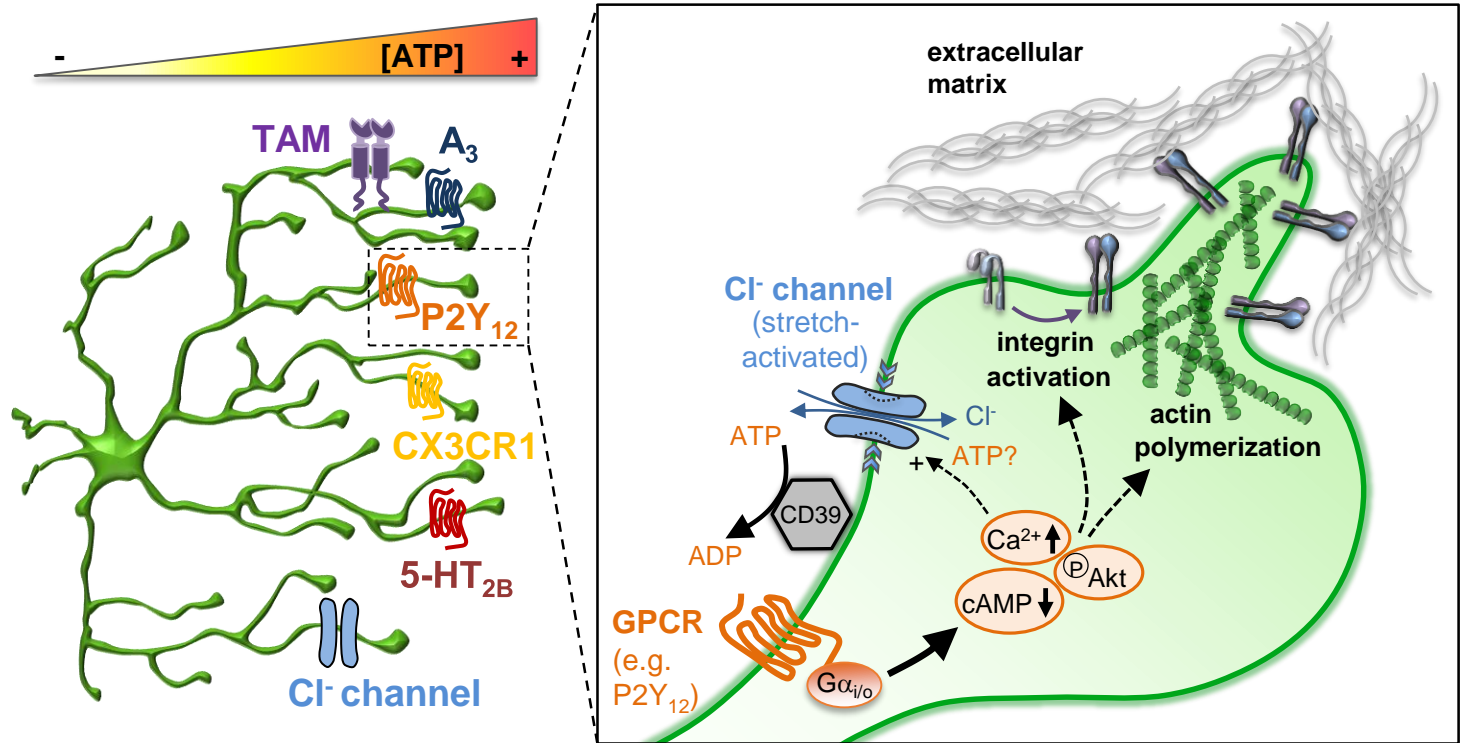 - [ATP] +
TAM
A₃
P2Y₁₂
CX3CR1
5-HT₂B
Cl⁻ channel
extracellular
matrix
Cl⁻ channel
(stretch-
activated)
integrin
activation
actin
polymerization
Cl⁻
ATP
ATP?
+
CD39
ADP
Ca²⁺
P Akt
cAMP
GPCR
(e.g.
P2Y₁₂)
Gαi/o